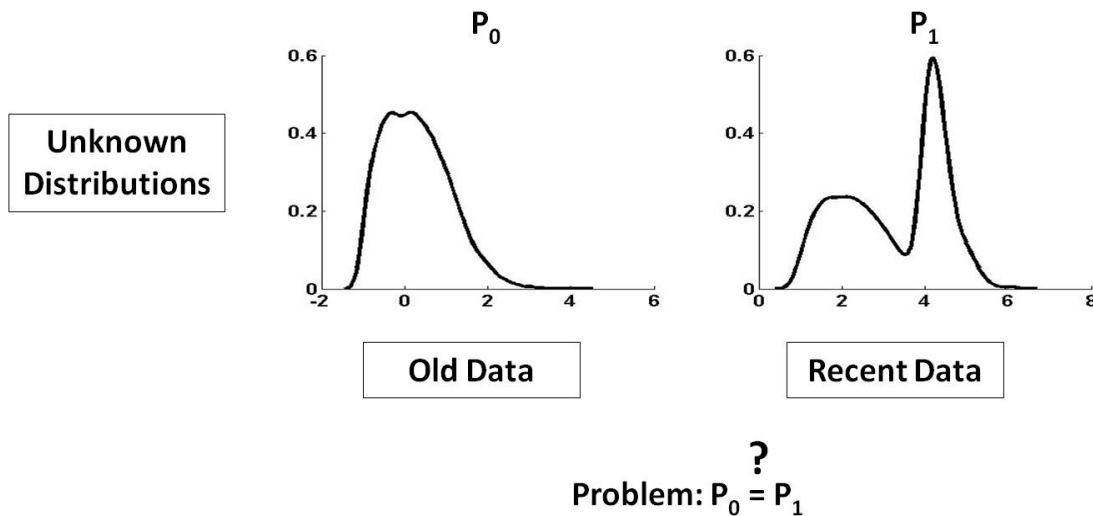 P₀
P₁
0.6
0.4
0.2
0
-2 0 2 4 6
0.6
0.4
0.2
0
0 2 4 6 8
Unknown
Distributions
Old Data
Recent Data
?
Problem: P₀ = P₁